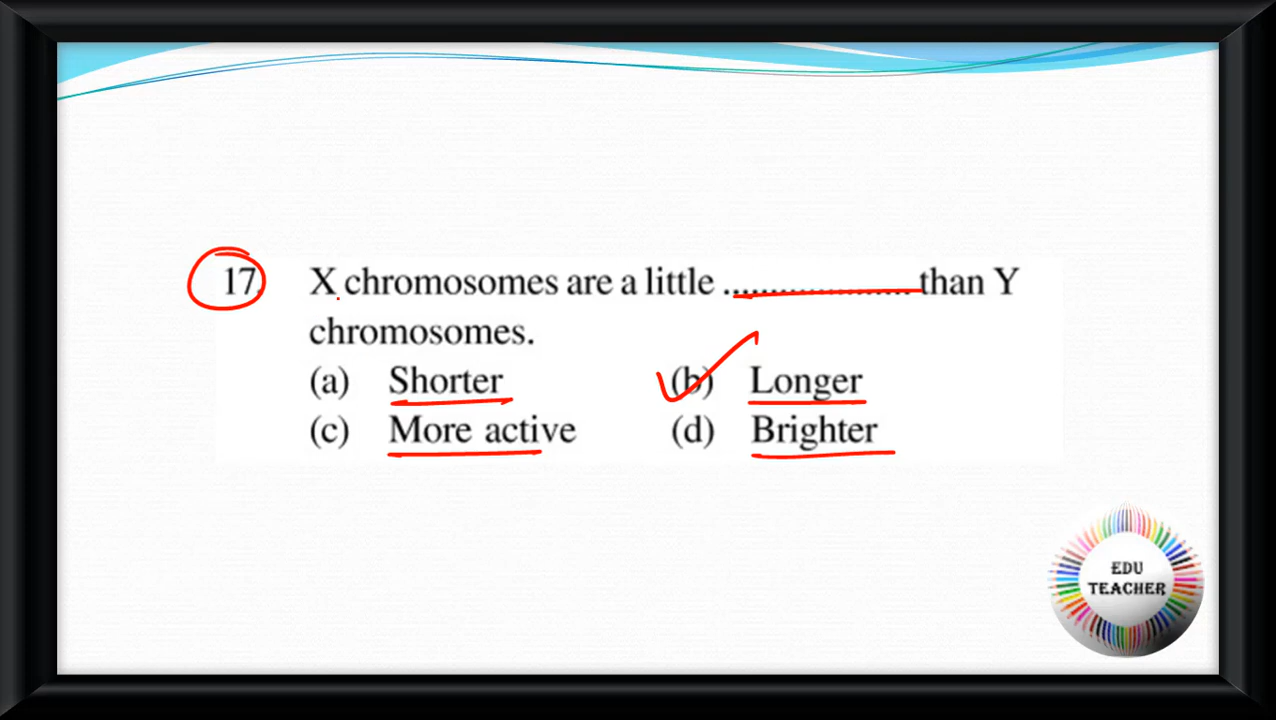 17. X chromosomes are a little .................... than Y
chromosomes.
(a) Shorter (b) Longer
(c) More active (d) Brighter
EDU
TEACHER